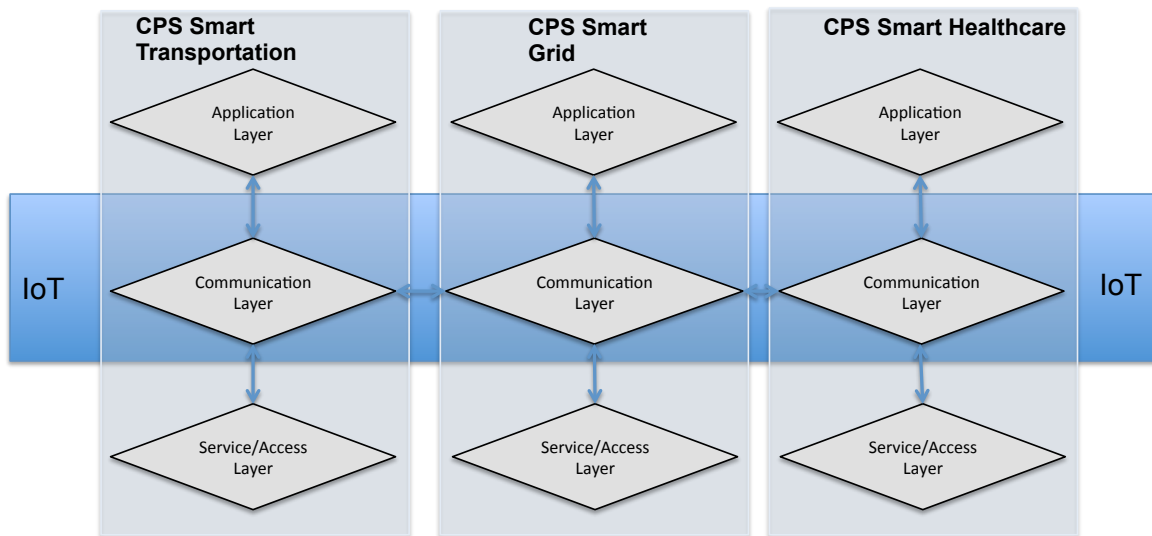 CPS Smart
Transportation
CPS Smart
Grid
CPS Smart Healthcare
Application
Layer
Application
Layer
Application
Layer
IoT
Communication
Layer
Communication
Layer
Communication
Layer
IoT
Service/Access
Layer
Service/Access
Layer
Service/Access
Layer